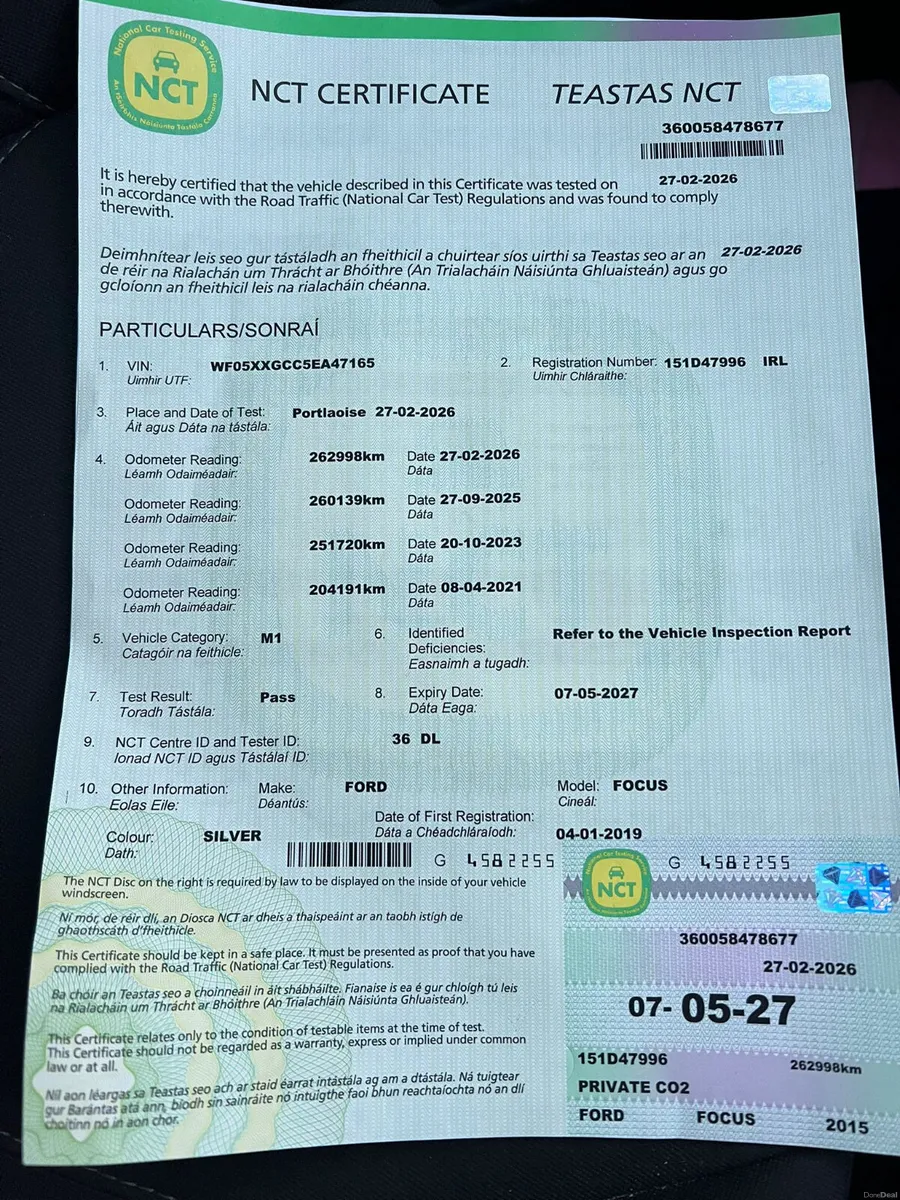 National Car Testing Service
NCT
An tSeirbhís Náisiúnta Tástála Carranna
NCT CERTIFICATE
TEASTAS NCT
360058478677
It is hereby certified that the vehicle described in this Certificate was tested on 27-02-2026
in accordance with the Road Traffic (National Car Test) Regulations and was found to comply
therewith.
Deimhnítear leis seo gur tástáladh an fheithicil a chuirtear síos uirthi sa Teastas seo ar an 27-02-2026
de réir na Rialachán um Thrácht ar Bhóithre (An Trialacháin Náisiúnta Ghluaisteán) agus go
gcloíonn an fheithicil leis na rialacháin chéanna.
PARTICULARS/SONRAÍ
1. VIN: WF05XXGCC5EA47165
Uimhir UTF:
2. Registration Number: 151D47996 IRL
Uimhir Chláraithe:
3. Place and Date of Test: Portlaoise 27-02-2026
Áit agus Dáta na tástála:
4. Odometer Reading: 262998km Date 27-02-2026
Léamh Odaiméadair: Dáta
Odometer Reading: 260139km Date 27-09-2025
Léamh Odaiméadair: Dáta
Odometer Reading: 251720km Date 20-10-2023
Léamh Odaiméadair: Dáta
Odometer Reading: 204191km Date 08-04-2021
Léamh Odaiméadair: Dáta
5. Vehicle Category: M1
Catagóir na feithicle:
6. Identified Refer to the Vehicle Inspection Report
Deficiencies:
Easnaimh a tugadh:
7. Test Result: Pass
Toradh Tástála:
8. Expiry Date: 07-05-2027
Dáta Eaga:
9. NCT Centre ID and Tester ID: 36 DL
Ionad NCT ID agus Tástálaí ID:
10. Other Information: Make: FORD Model: FOCUS
Eolas Eile: Déantús: Cineál:
Date of First Registration:
Colour: SILVER Dáta a Chéadchláraíodh: 04-01-2019
Dath:
G 4582255
G 4582255
The NCT Disc on the right is required by law to be displayed on the inside of your vehicle
windscreen.
Ní mór, de réir dlí, an Díosca NCT ar dheis a thaispeáint ar an taobh istigh de
ghaothscáth d'fheithicle.
This Certificate should be kept in a safe place. It must be presented as proof that you have
complied with the Road Traffic (National Car Test) Regulations.
Ba chóir an Teastas seo a choinneáil in áit shábháilte. Fianaise is ea é gur chloígh tú leis
na Rialacháin um Thrácht ar Bhóithre (An Trialachláin Náisiúnta Ghluaisteán).
This Certificate relates only to the condition of testable items at the time of test.
This Certificate should not be regarded as a warranty, express or implied under common
law or at all.
Níl aon léargas sa Teastas seo ach ar staid éarrat intástála ag am a dtástála. Ná tuigtear
gur Barántas atá ann, bíodh sin sainráite nó intuigthe faoi bhun reachtaíochta nó an dlí
choitinn nó in aon chor.
NCT
360058478677
27-02-2026
07-05-27
151D47996 262998km
PRIVATE CO2
FORD FOCUS 2015
DoneDeal